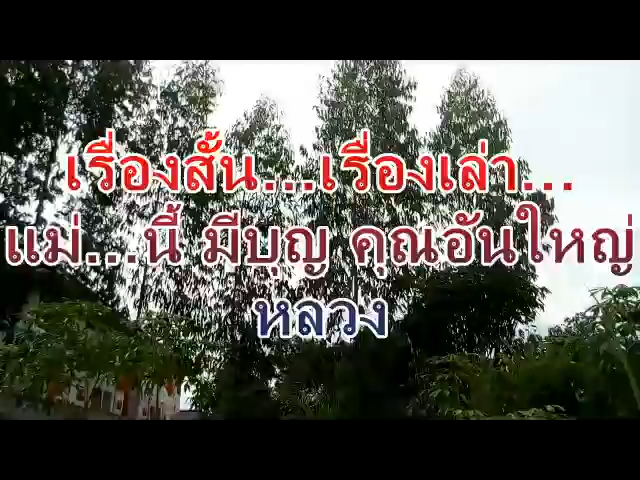 เรื่องสั้น...เรื่องเล่า...
แม่...นี้ มีบุญ คุณอันใหญ่
หลวง